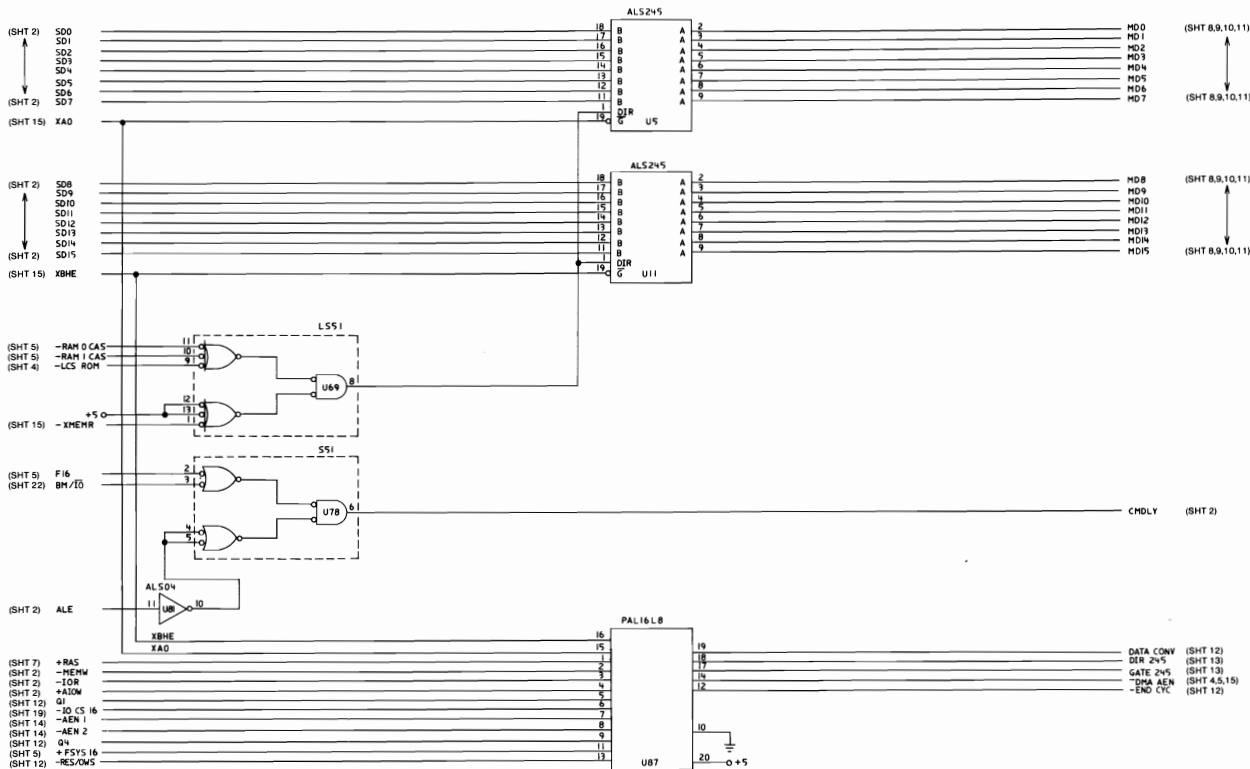 ALS245
(SHT 2) SD0 18 B A 2 MD0 (SHT 8,9,10,11)
SD1 17 B A 3 MD1
SD2 16 B A 4 MD2
SD3 15 B A 5 MD3
SD4 14 B A 6 MD4
SD5 13 B A 7 MD5
SD6 12 B A 8 MD6
(SHT 2) SD7 11 B A 9 MD7 (SHT 8,9,10,11)
1 DIR
(SHT 15) XA0 19 G U5
ALS245
(SHT 2) SD8 18 B A 2 MD8 (SHT 8,9,10,11)
SD9 17 B A 3 MD9
SD10 16 B A 4 MD10
SD11 15 B A 5 MD11
SD12 14 B A 6 MD12
SD13 13 B A 7 MD13
SD14 12 B A 8 MD14
(SHT 2) SD15 11 B A 9 MD15 (SHT 8,9,10,11)
1 DIR
(SHT 15) XBHE 19 G U11
LS51
(SHT 5) -RAM 0 CAS 11
(SHT 5) -RAM 1 CAS 10
(SHT 4) -LCS ROM 9
U69 8
12
+5 13
(SHT 15) -XMEMR 1
S51
(SHT 5) F16 2
(SHT 22) BM/IO 3
U78 6 CMDLY (SHT 2)
4
5
ALS04
(SHT 2) ALE 11 U81 10
PAL16L8
XBHE 16
XA0 15 19 DATA CONV (SHT 12)
(SHT 7) +RAS 1 18 DIR 245 (SHT 13)
(SHT 2) -MEMW 2 17 GATE 245 (SHT 13)
(SHT 2) -IOR 3 14 -DMA AEN (SHT 4,5,15)
(SHT 2) +AIOW 4 12 -END CYC (SHT 12)
(SHT 12) Q1 5
(SHT 19) -IO CS 16 6
(SHT 14) -AEN 1 7
(SHT 14) -AEN 2 8
(SHT 12) Q4 9 10
(SHT 5) +FSYS 16 11
(SHT 12) -RES/OWS 13 U87 20 +5